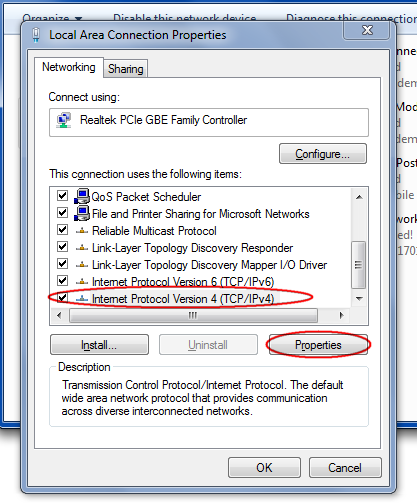 Organize Disable this network device Diagnose this connection
Local Area Connection Properties
Networking Sharing
Connect using:
Realtek PCIe GBE Family Controller
Configure...
This connection uses the following items:
QoS Packet Scheduler
File and Printer Sharing for Microsoft Networks
Reliable Multicast Protocol
Link-Layer Topology Discovery Responder
Link-Layer Topology Discovery Mapper I/O Driver
Internet Protocol Version 6 (TCP/IPv6)
Internet Protocol Version 4 (TCP/IPv4)
Install... Uninstall Properties
Description
Transmission Control Protocol/Internet Protocol. The default
wide area network protocol that provides communication
across diverse interconnected networks.
OK Cancel